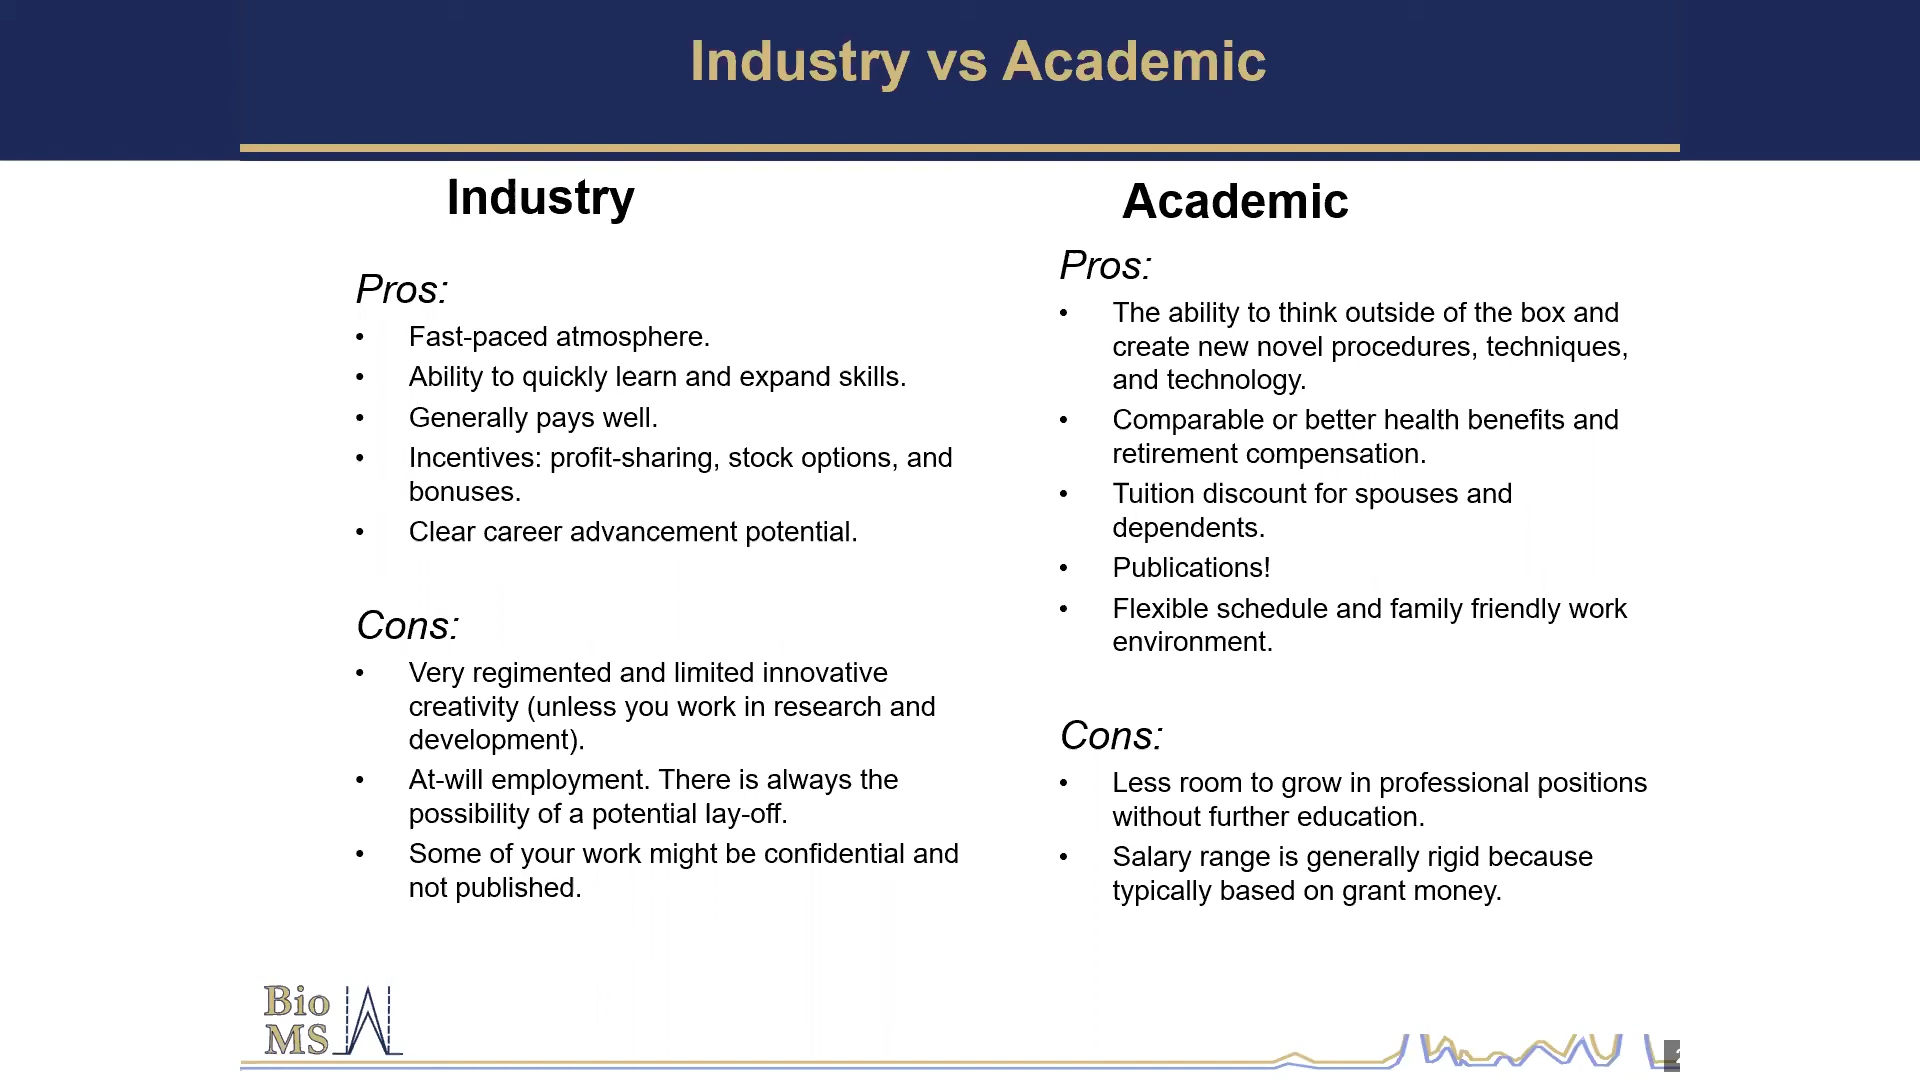 Industry vs Academic
Industry
Pros:
• Fast-paced atmosphere.
• Ability to quickly learn and expand skills.
• Generally pays well.
• Incentives: profit-sharing, stock options, and
bonuses.
• Clear career advancement potential.
Cons:
• Very regimented and limited innovative
creativity (unless you work in research and
development).
• At-will employment. There is always the
possibility of a potential lay-off.
• Some of your work might be confidential and
not published.
Academic
Pros:
• The ability to think outside of the box and
create new novel procedures, techniques,
and technology.
• Comparable or better health benefits and
retirement compensation.
• Tuition discount for spouses and
dependents.
• Publications!
• Flexible schedule and family friendly work
environment.
Cons:
• Less room to grow in professional positions
without further education.
• Salary range is generally rigid because
typically based on grant money.
Bio
MS